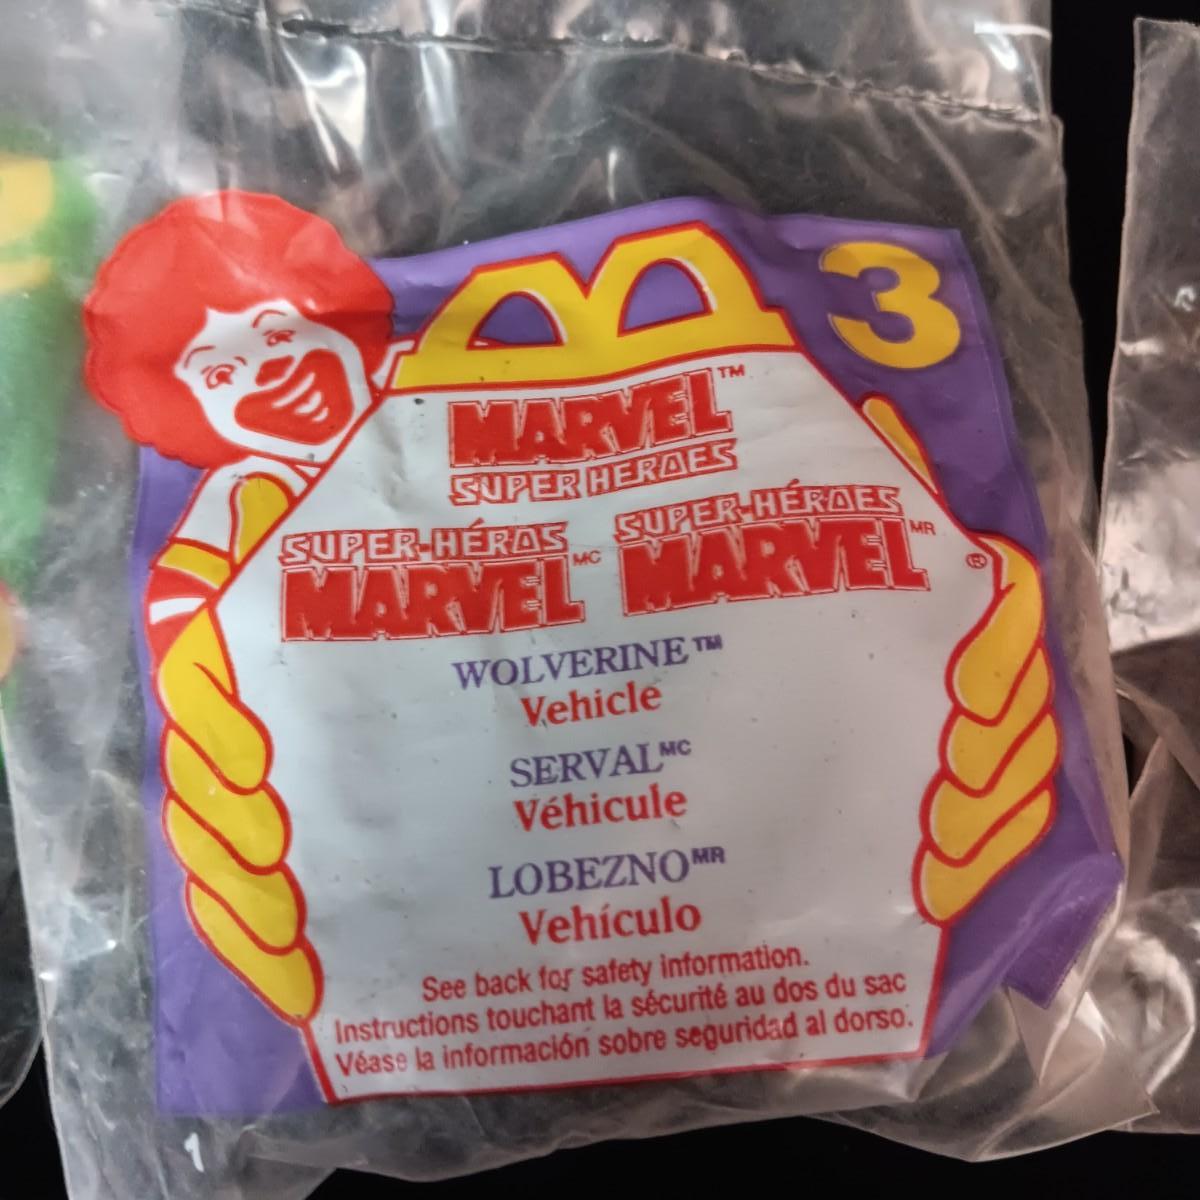 3
MARVEL™
SUPER HEROES
SUPER-HÉROS
MARVEL MC
SUPER-HÉROES
MARVEL MR
®
WOLVERINE™
Vehicle
SERVAL MC
Véhicule
LOBEZNO MR
Vehículo
See back for safety information.
Instructions touchant la sécurité au dos du sac
Véase la información sobre seguridad al dorso.